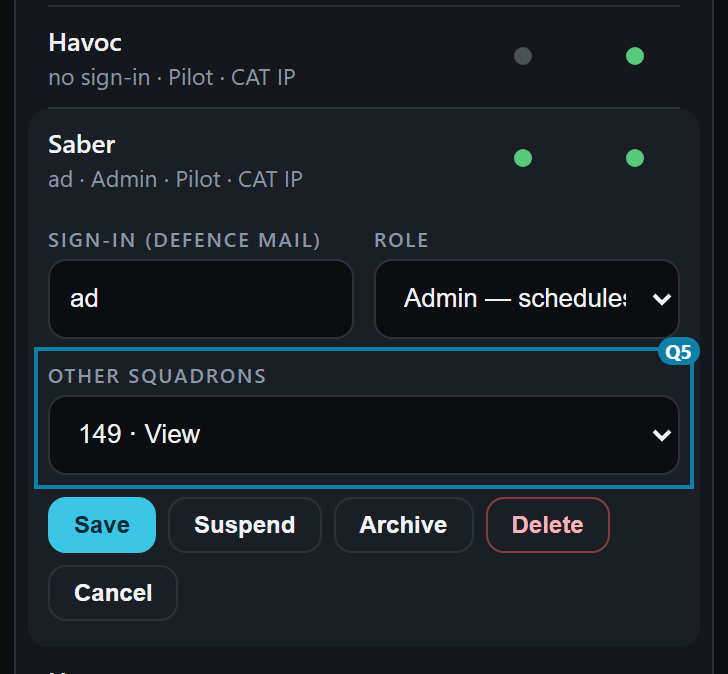 Havoc
no sign-in · Pilot · CAT IP
Saber
ad · Admin · Pilot · CAT IP
SIGN-IN (DEFENCE MAIL) ROLE
ad Admin — schedules
Q5
OTHER SQUADRONS
149 · View
Save Suspend Archive Delete
Cancel